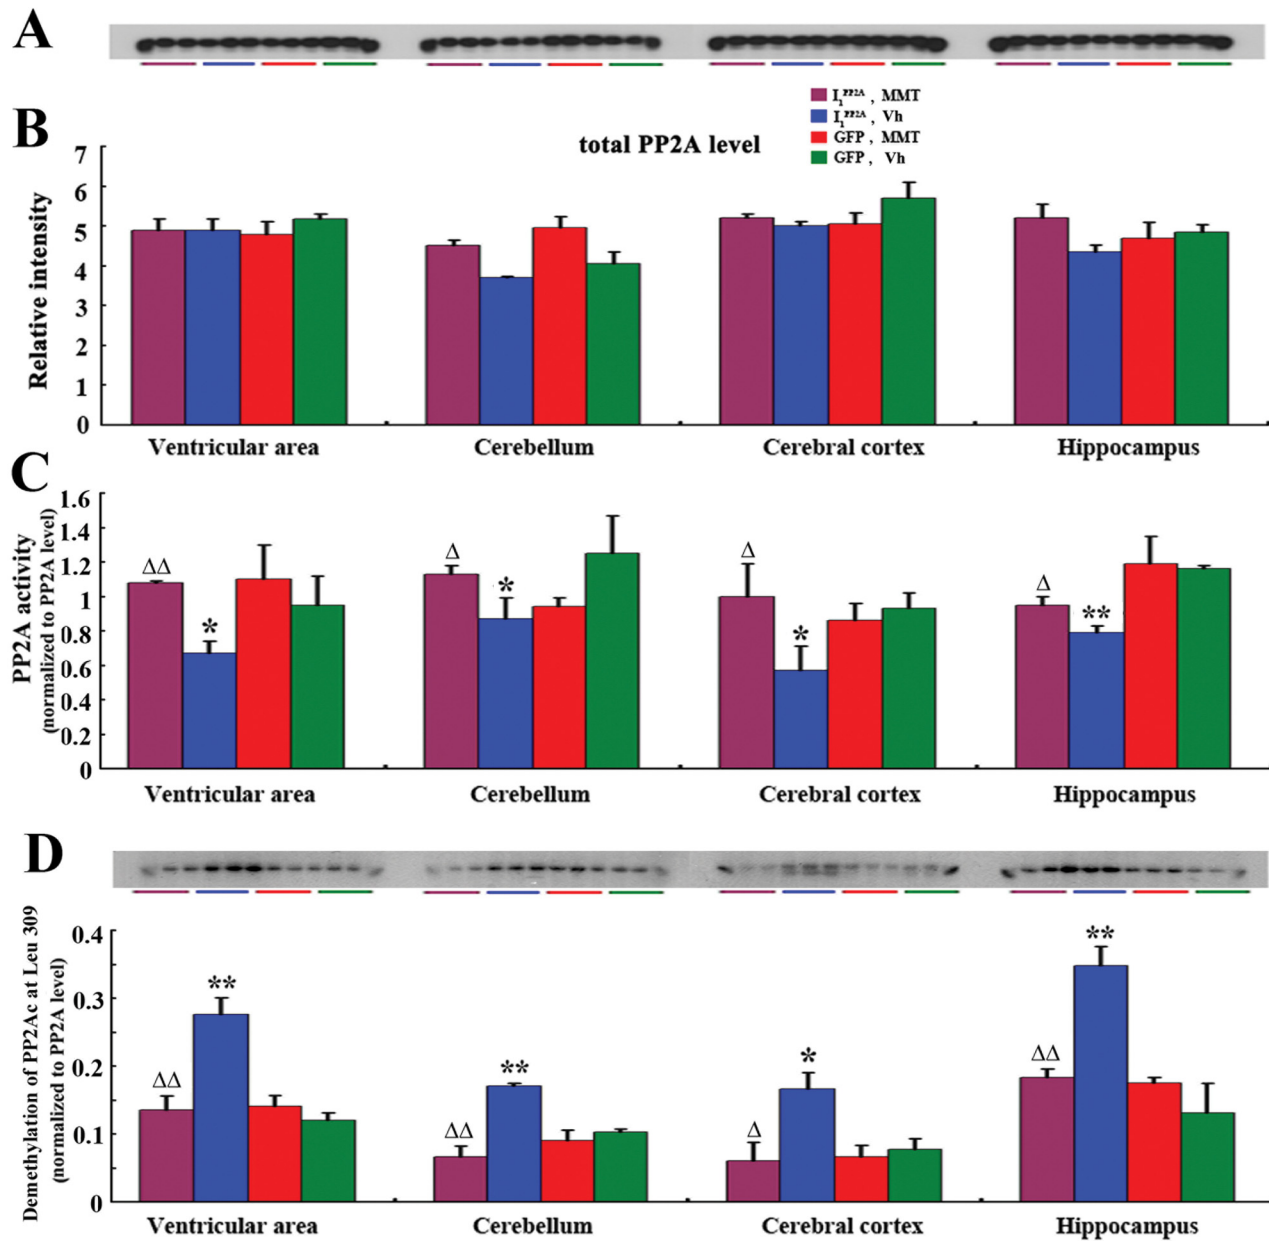 A
B
total PP2A level
I₁ᴾᴾ²ᴬ , MMT
I₁ᴾᴾ²ᴬ , Vh
GFP , MMT
GFP , Vh
Relative intensity
7
6
5
4
3
2
1
0
Ventricular area Cerebellum Cerebral cortex Hippocampus
C
PP2A activity
(normalized to PP2A level)
1.6
1.4
1.2
1
0.8
0.6
0.4
0.2
0
ΔΔ * Δ * Δ * Δ **
Ventricular area Cerebellum Cerebral cortex Hippocampus
D
Demethylation of PP2Ac at Leu 309
(normalized to PP2A level)
0.4
0.3
0.2
0.1
0
ΔΔ ** ΔΔ ** Δ * ΔΔ **
Ventricular area Cerebellum Cerebral cortex Hippocampus